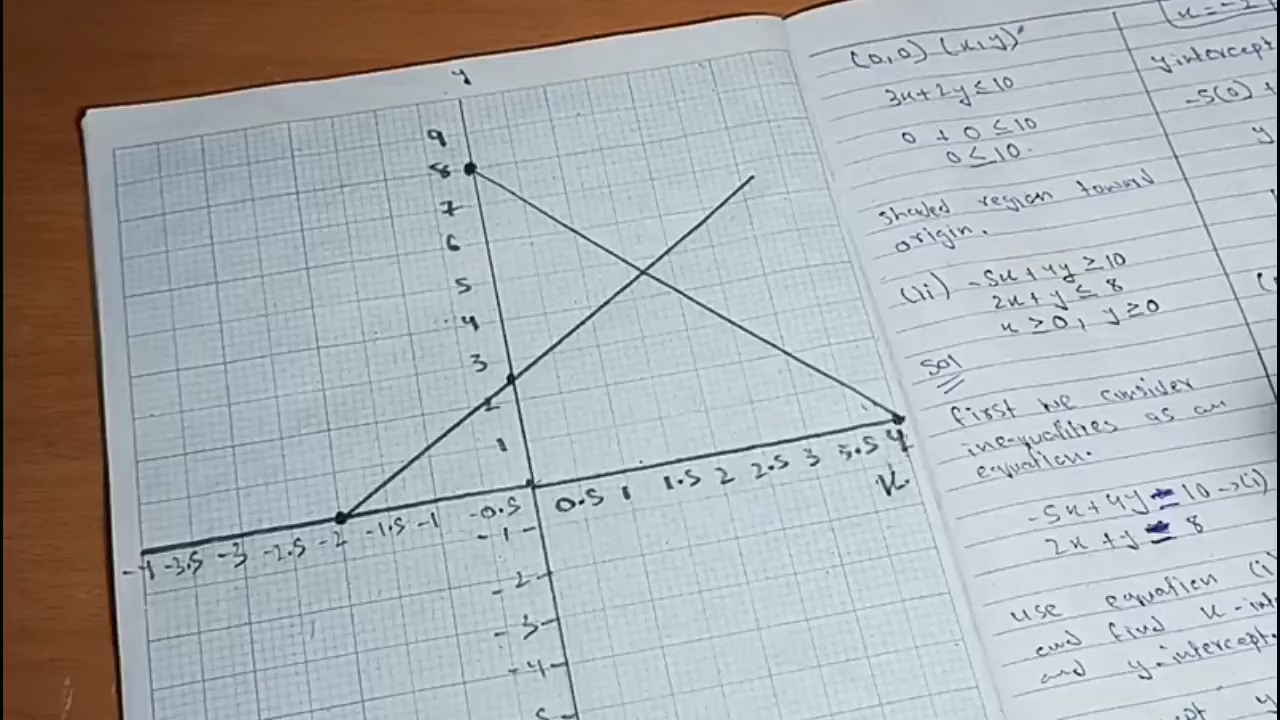 y
9
8
7
6
5
4
3
2
1
-4 -3.5 -3 -2.5 -2 -1.5 -1 -0.5 0.5 1 1.5 2 2.5 3 3.5 4
x
-1
-2
-3
-4
(0,0) (x,y)
3x+2y≤10
0 + 0 ≤10
0≤10.
shaded region toward
origin.
(ii) -5x+4y≥10
2x+y≤8
x≥0, y≥0
Sol
first we consider
inequalities as an
equation.
-5x+4y=10→(i)
2x+y=8
use equation (i)
and find x-int
and y-intercept.
x=-2
y intercept
-5(0) +
y